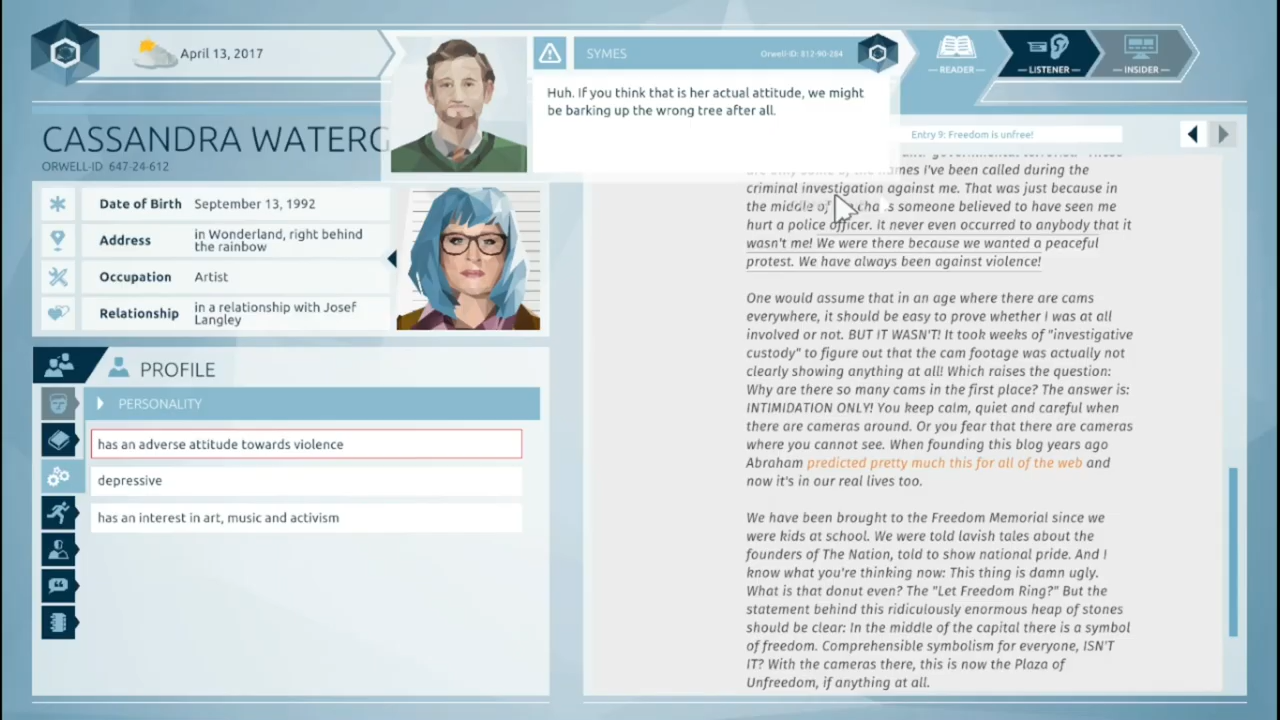 April 13, 2017
SYMES
Orwell-ID: 812-90-284
Huh. If you think that is her actual attitude, we might
be barking up the wrong tree after all.
READER
LISTENER
INSIDER
CASSANDRA WATERG
ORWELL-ID 647-24-612
Date of Birth September 13, 1992
Address in Wonderland, right behind
the rainbow
Occupation Artist
Relationship in a relationship with Josef
Langley
PROFILE
PERSONALITY
has an adverse attitude towards violence
depressive
has an interest in art, music and activism
Entry 9: Freedom is unfree!
names I've been called during the
criminal investigation against me. That was just because in
the middle of someone believed to have seen me
hurt a police officer. It never even occurred to anybody that it
wasn't me! We were there because we wanted a peaceful
protest. We have always been against violence!
One would assume that in an age where there are cams
everywhere, it should be easy to prove whether I was at all
involved or not. BUT IT WASN'T! It took weeks of "investigative
custody" to figure out that the cam footage was actually not
clearly showing anything at all! Which raises the question:
Why are there so many cams in the first place? The answer is:
INTIMIDATION ONLY! You keep calm, quiet and careful when
there are cameras around. Or you fear that there are cameras
where you cannot see. When founding this blog years ago
Abraham predicted pretty much this for all of the web and
now it's in our real lives too.
We have been brought to the Freedom Memorial since we
were kids at school. We were told lavish tales about the
founders of The Nation, told to show national pride. And I
know what you're thinking now: This thing is damn ugly.
What is that donut even? The "Let Freedom Ring?" But the
statement behind this ridiculously enormous heap of stones
should be clear: In the middle of the capital there is a symbol
of freedom. Comprehensible symbolism for everyone, ISN'T
IT? With the cameras there, this is now the Plaza of
Unfreedom, if anything at all.